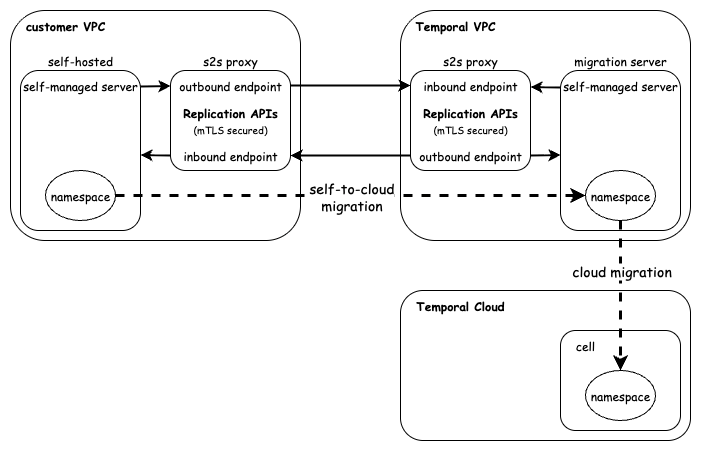 customer VPC
self-hosted
s2s proxy
self-managed server
outbound endpoint
Replication APIs
(mTLS secured)
inbound endpoint
namespace
Temporal VPC
s2s proxy
migration server
inbound endpoint
self-managed server
Replication APIs
(mTLS secured)
outbound endpoint
namespace
self-to-cloud
migration
cloud migration
Temporal Cloud
cell
namespace